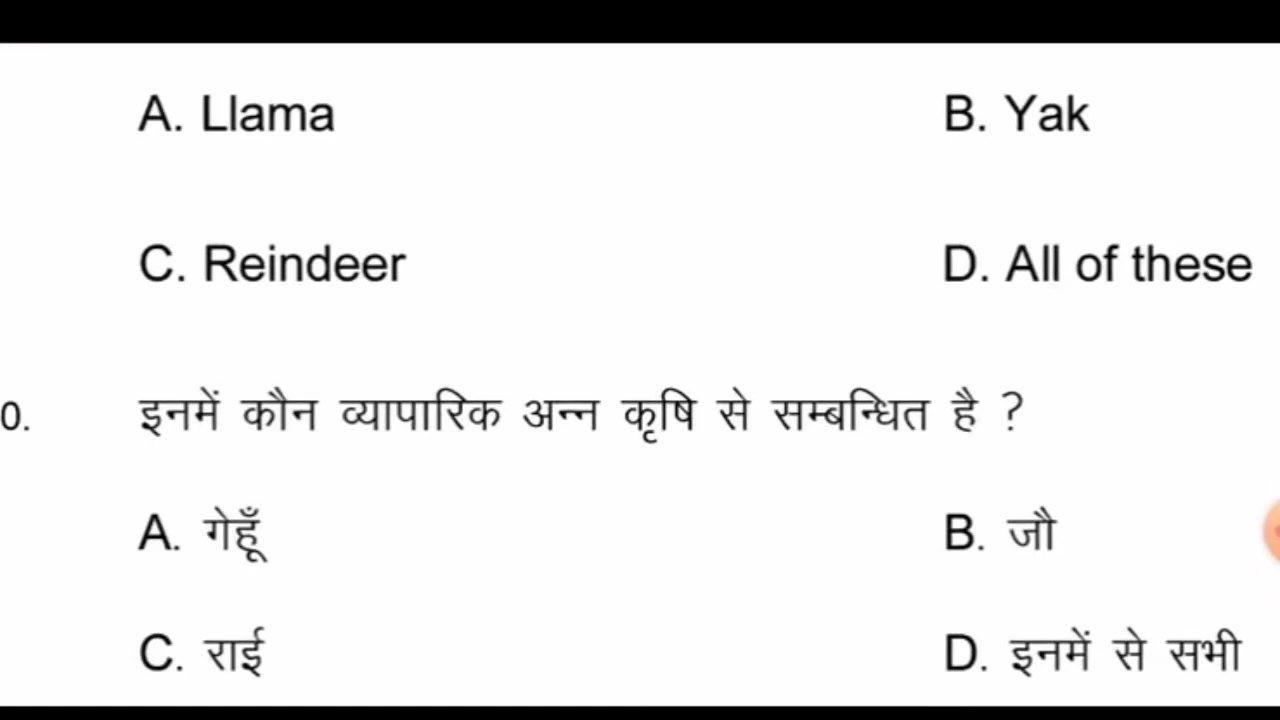 A. Llama B. Yak
C. Reindeer D. All of these
0. इनमें कौन व्यापारिक अन्न कृषि से सम्बन्धित है ?
A. गेहूँ B. जौ
C. राई D. इनमें से सभी